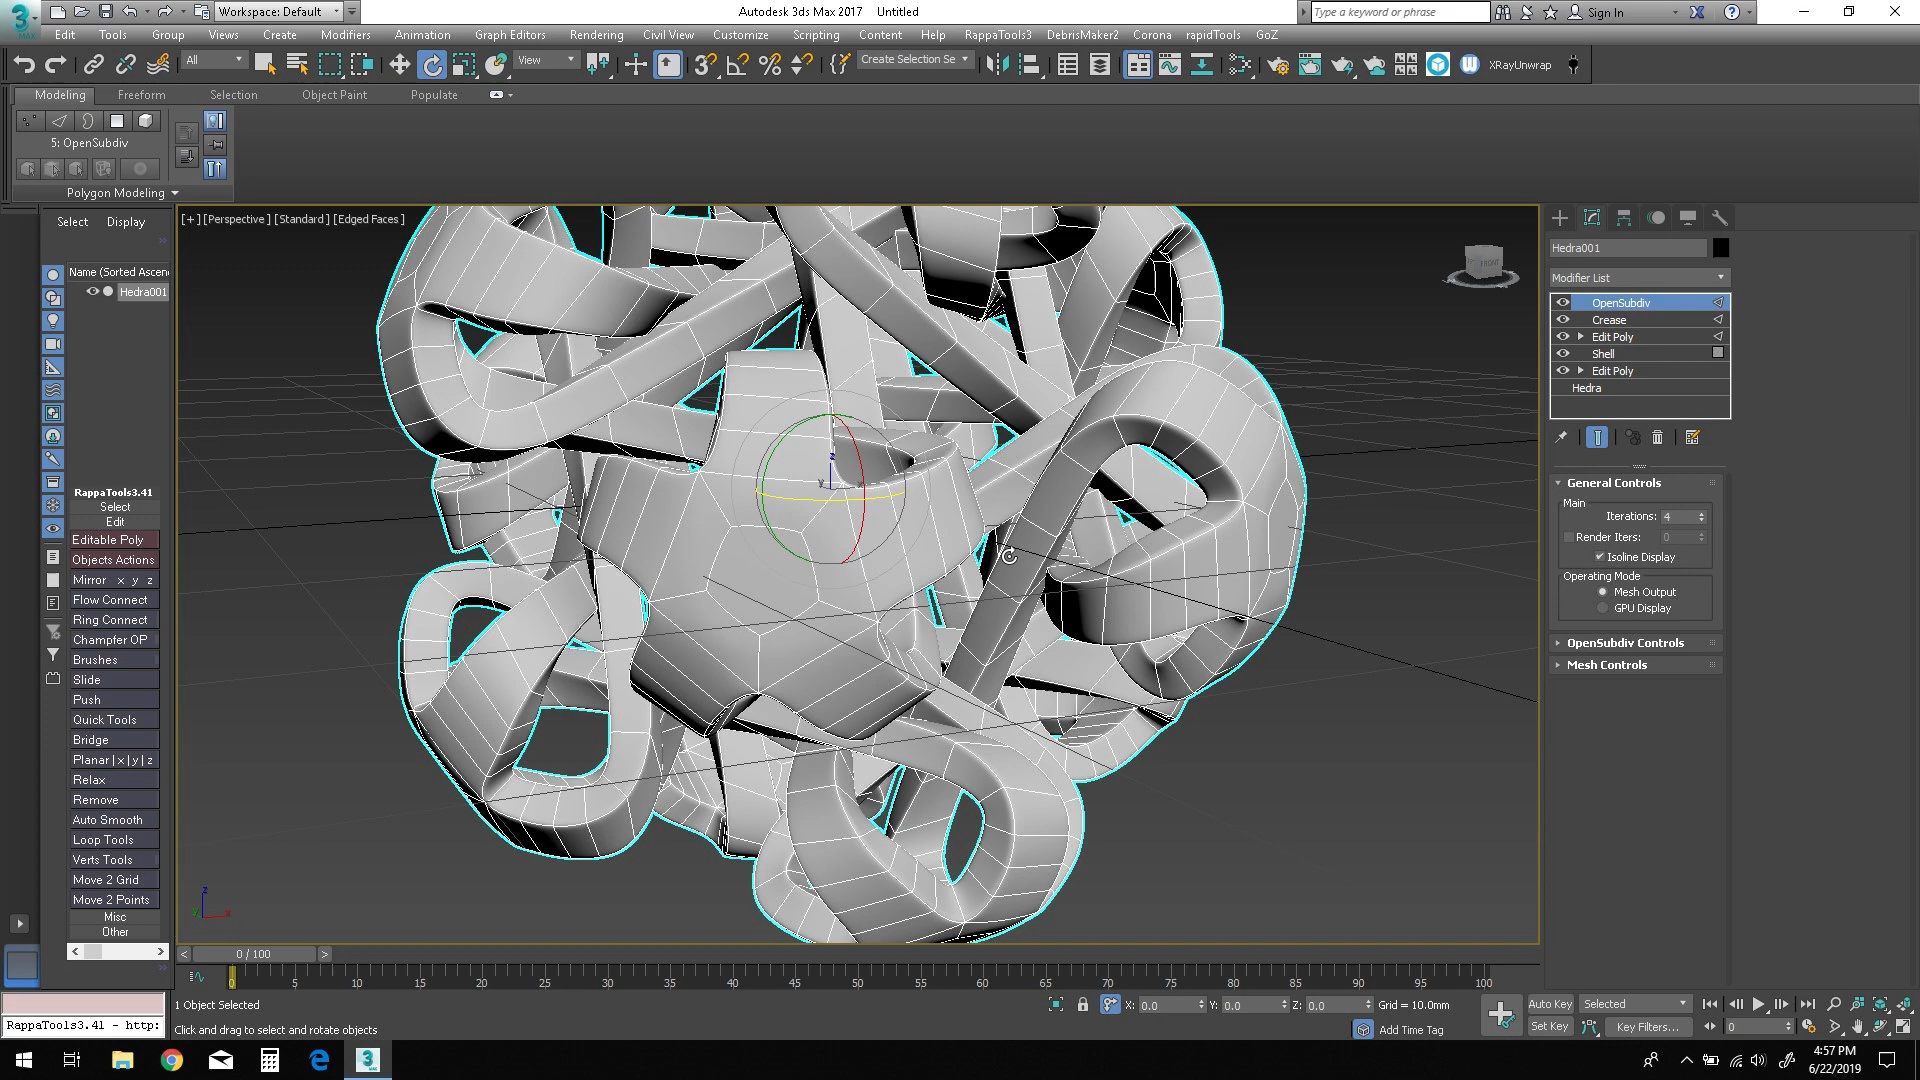 Workspace: Default
Autodesk 3ds Max 2017    Untitled
Type a keyword or phrase
Sign In
3
MAX
Edit Tools Group Views Create Modifiers Animation Graph Editors Rendering Civil View Customize Scripting Content Help RappaTools3 DebrisMaker2 Corona rapidTools GoZ
All
View
Create Selection Se
XRayUnwrap
Modeling Freeform Selection Object Paint Populate
5: OpenSubdiv
Polygon Modeling
Select Display
Name (Sorted Ascen
Hedra001
RappaTools3.41
Select
Edit
Editable Poly
Objects Actions
Mirror x y z
Flow Connect
Ring Connect
Champfer OP
Brushes
Slide
Push
Quick Tools
Bridge
Planar|x|y|z
Relax
Remove
Auto Smooth
Loop Tools
Verts Tools
Move 2 Grid
Move 2 Points
Misc
Other
[+] [Perspective ] [Standard ] [Edged Faces ]
FRONT
z
y
x
z
y
x
Hedra001
Modifier List
OpenSubdiv
Crease
Edit Poly
Shell
Edit Poly
Hedra
General Controls
Main
Iterations: 4
Render Iters: 0
Isoline Display
Operating Mode
Mesh Output
GPU Display
OpenSubdiv Controls
Mesh Controls
< 0 / 100 >
0 5 10 15 20 25 30 35 40 45 50 55 60 65 70 75 80 85 90 95 100
1 Object Selected
X: 0.0 Y: 0.0 Z: 0.0 Grid = 10.0mm
Auto Key Selected
RappaTools3.41 - http:
Click and drag to select and rotate objects
Add Time Tag
Set Key Key Filters... 0
4:57 PM
6/22/2019